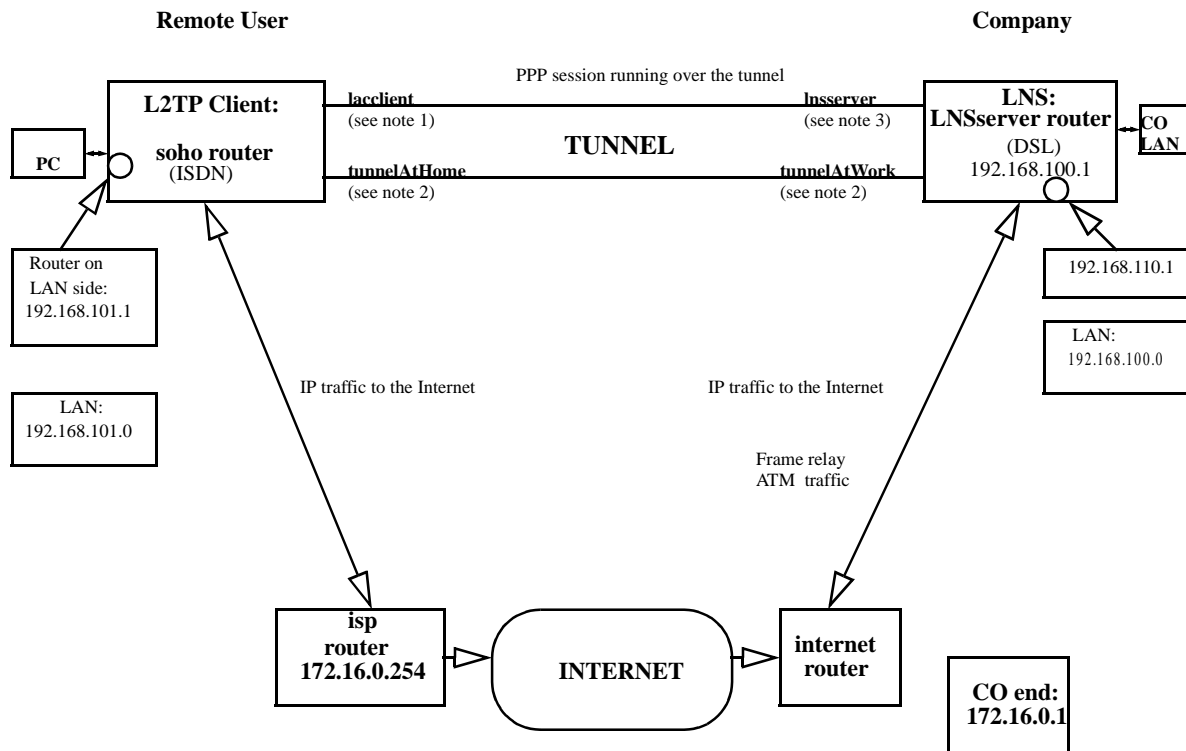 Remote User
Company
PPP session running over the tunnel
L2TP Client:
soho router
(ISDN)
PC
lacclient
(see note 1)
lnsserver
(see note 3)
TUNNEL
tunnelAtHome
(see note 2)
tunnelAtWork
(see note 2)
LNS:
LNSserver router
(DSL)
192.168.100.1
CO
LAN
Router on
LAN side:
192.168.101.1
192.168.110.1
LAN:
192.168.100.0
LAN:
192.168.101.0
IP traffic to the Internet
IP traffic to the Internet
Frame relay
ATM traffic
isp
router
172.16.0.254
INTERNET
internet
router
CO end:
172.16.0.1